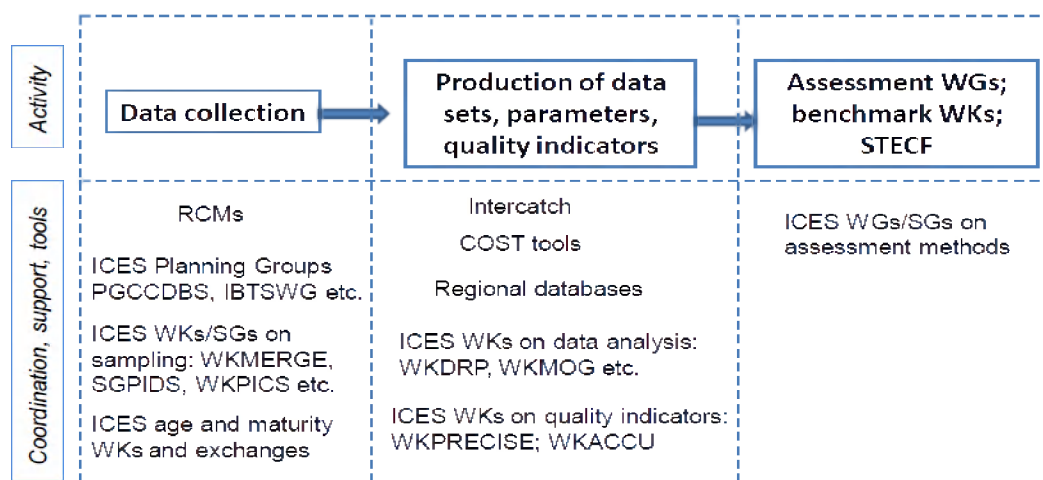 Activity
Data collection
Production of data
sets, parameters,
quality indicators
Assessment WGs;
benchmark WKs;
STECF
Coordination, support, tools
RCMs
ICES Planning Groups
PGCCDBS, IBTSWG etc.
ICES WKs/SGs on
sampling: WKMERGE,
SGPIDS, WKPICS etc.
ICES age and maturity
WKs and exchanges
Intercatch
COST tools
Regional databases
ICES WKs on data analysis:
WKDRP, WKMOG etc.
ICES WKs on quality indicators:
WKPRECISE; WKACCU
ICES WGs/SGs on
assessment methods